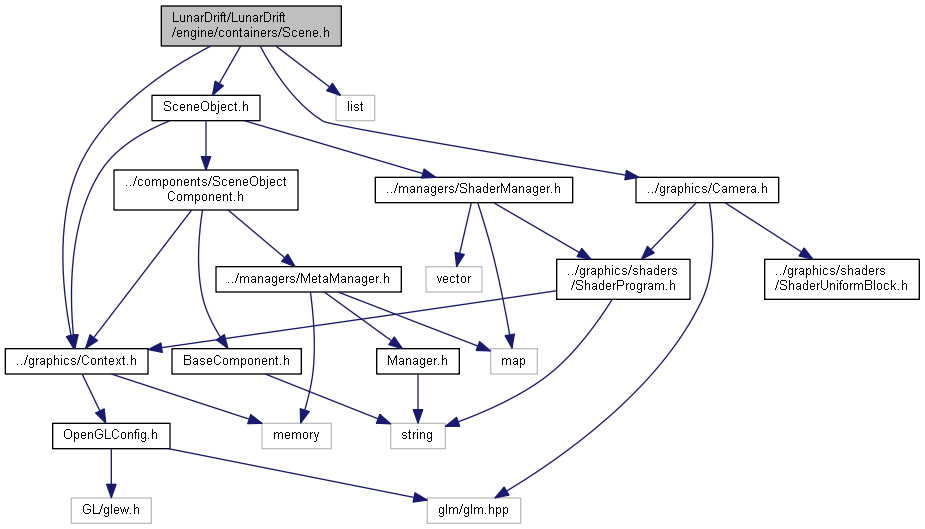 LunarDrift/LunarDrift
/engine/containers/Scene.h
SceneObject.h
list
../components/SceneObject
Component.h
../managers/ShaderManager.h
../graphics/Camera.h
../managers/MetaManager.h
vector
../graphics/shaders
/ShaderProgram.h
../graphics/shaders
/ShaderUniformBlock.h
../graphics/Context.h
BaseComponent.h
Manager.h
map
OpenGLConfig.h
memory
string
GL/glew.h
glm/glm.hpp